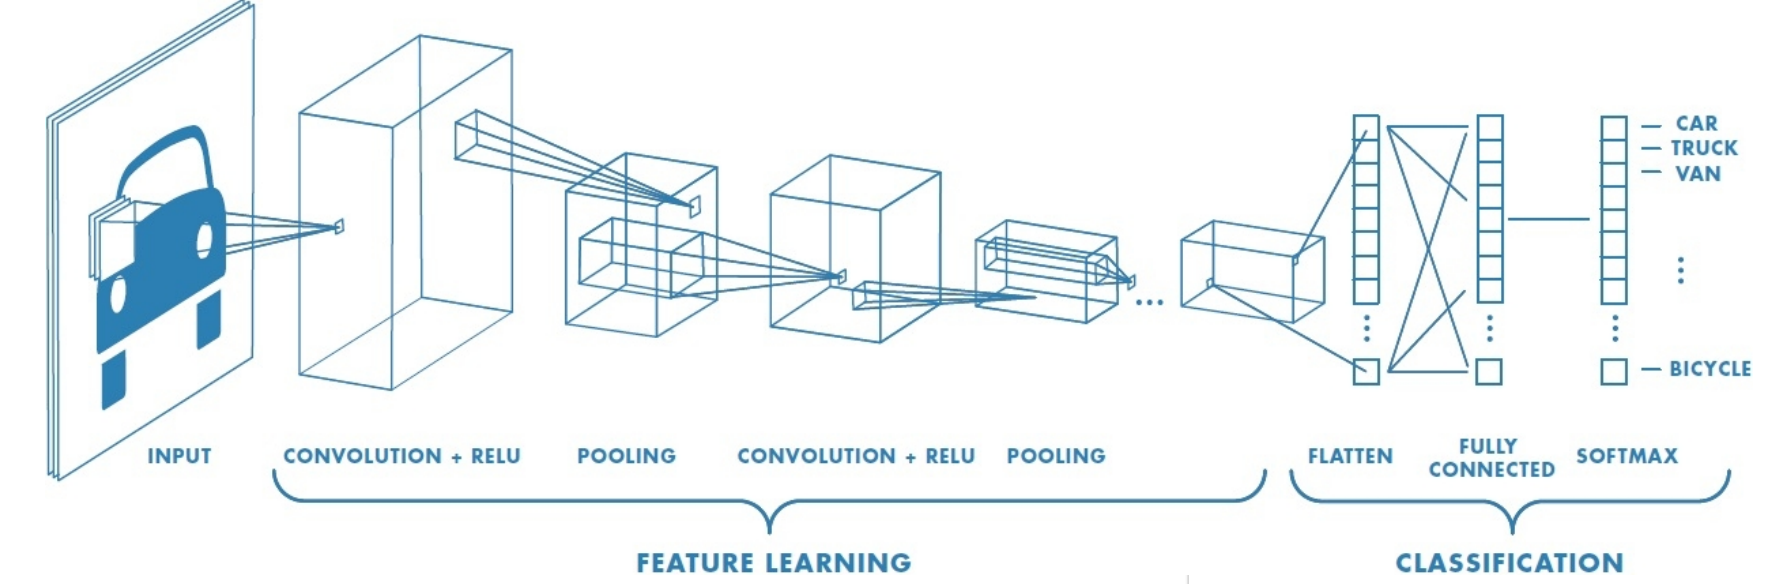 CAR
TRUCK
VAN
BICYCLE
INPUT
CONVOLUTION + RELU
POOLING
CONVOLUTION + RELU
POOLING
FLATTEN
FULLY
CONNECTED
SOFTMAX
FEATURE LEARNING
CLASSIFICATION